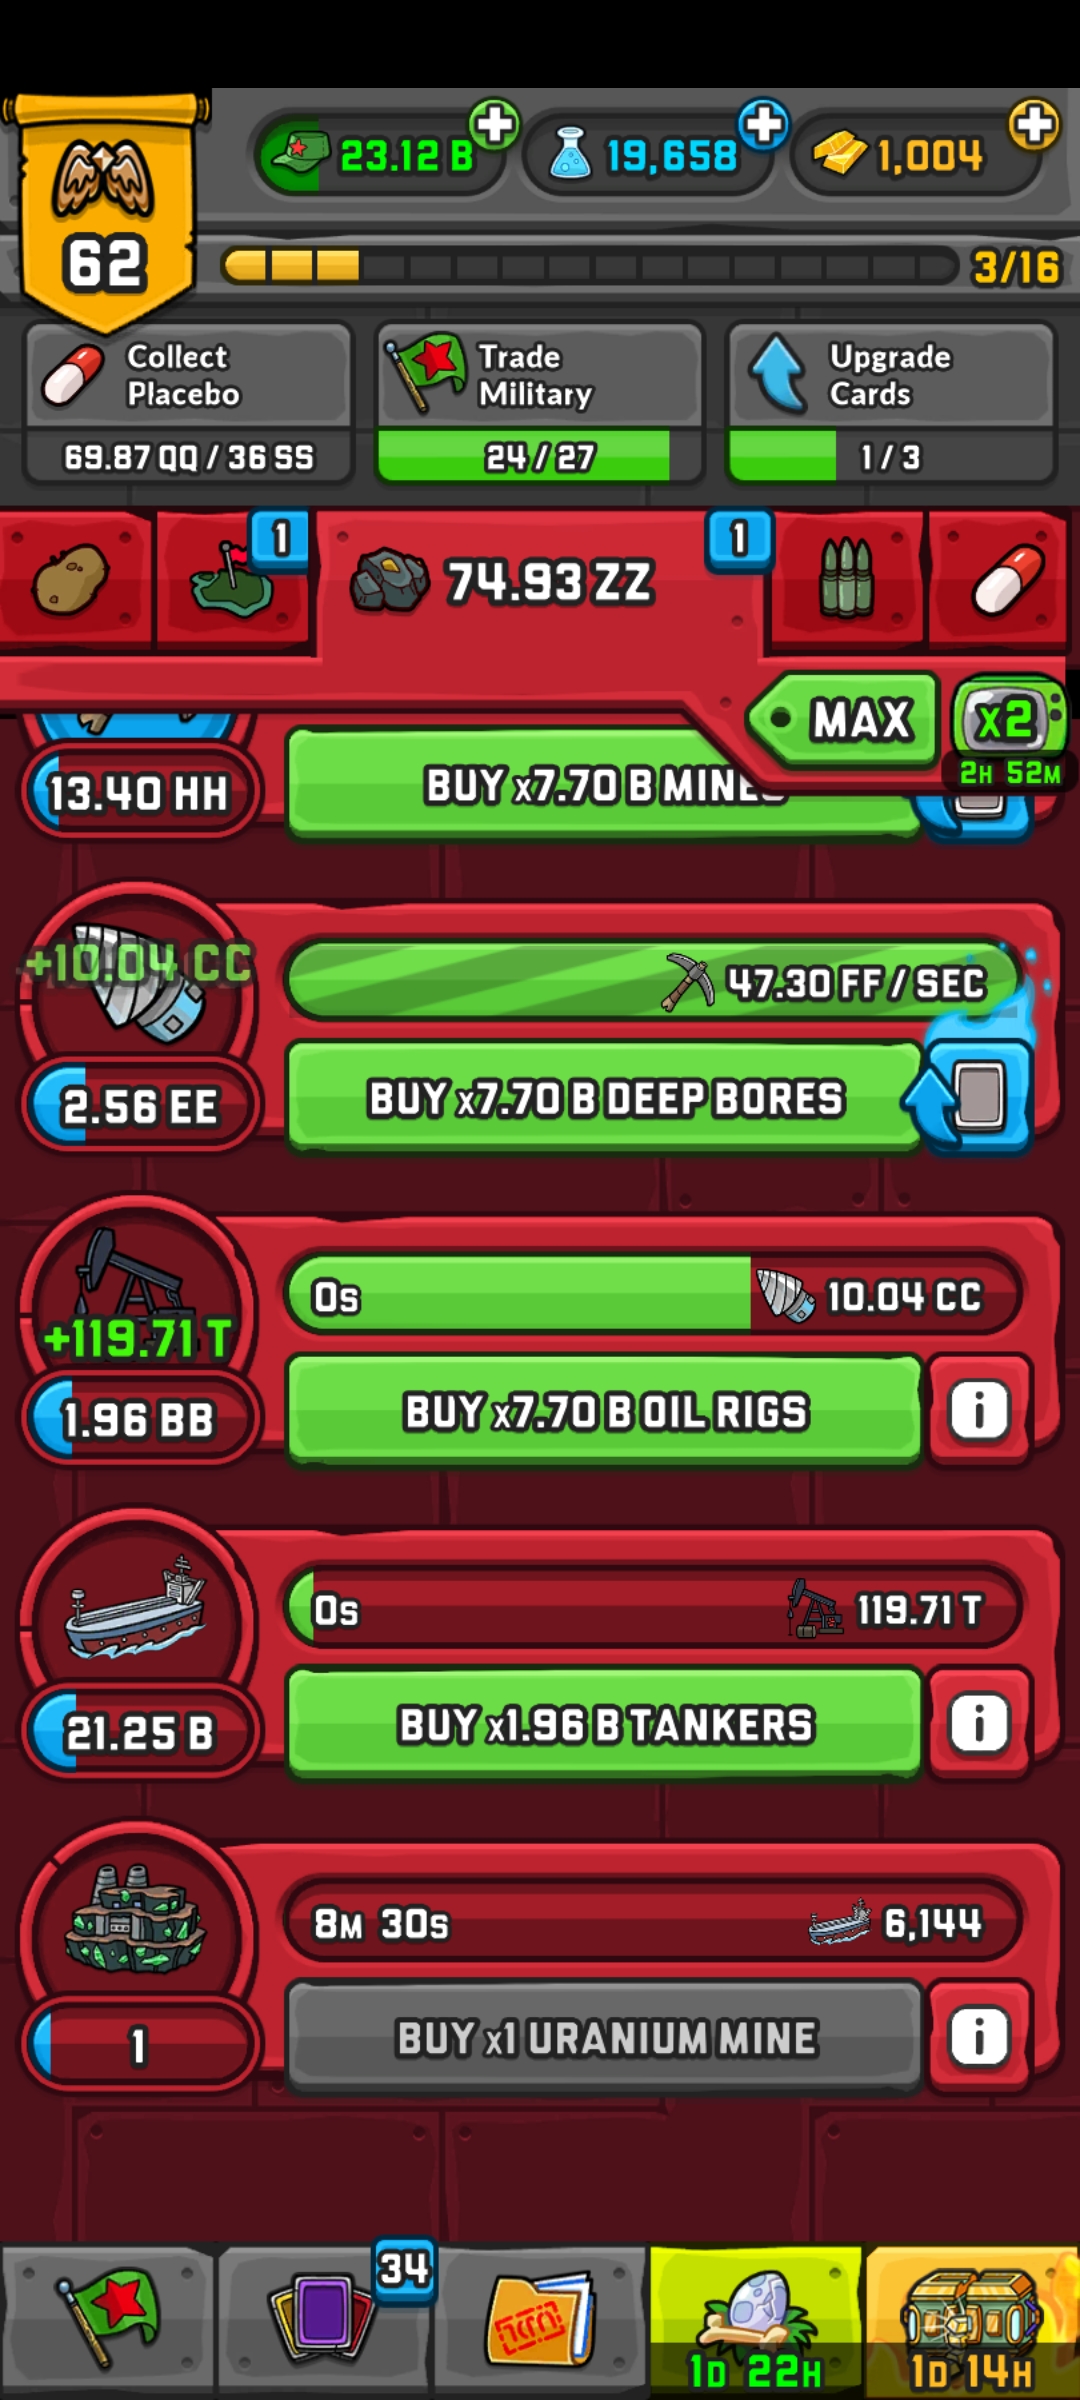 23.12 B
19,658
1,004
62
3/16
Collect
Placebo
Trade
Military
Upgrade
Cards
69.87 QQ / 36 SS
24 / 27
1 / 3
1
74.93 ZZ
1
MAX
x2
2H 52M
13.40 HH
BUY x7.70 B MINES
+10.04 CC
47.30 FF / SEC
2.56 EE
BUY x7.70 B DEEP BORES
0s
10.04 CC
+119.71 T
1.96 BB
BUY x7.70 B OIL RIGS
i
0s
119.71 T
21.25 B
BUY x1.96 B TANKERS
i
8M 30s
6,144
1
BUY x1 URANIUM MINE
i
34
1D 22H
1D 14H